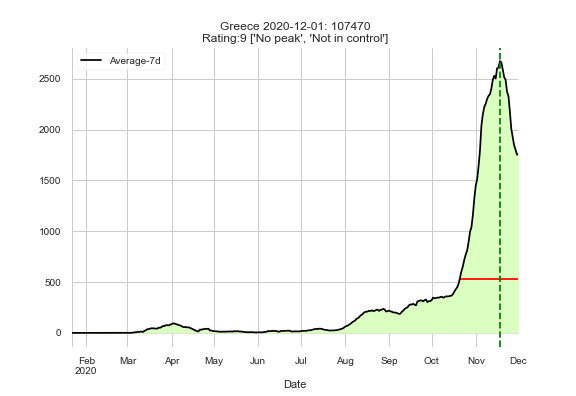 Greece 2020-12-01: 107470
Rating:9 ['No peak', 'Not in control']
Average-7d
2500
2000
1500
1000
500
0
Feb Mar Apr May Jun Jul Aug Sep Oct Nov Dec
2020
Date